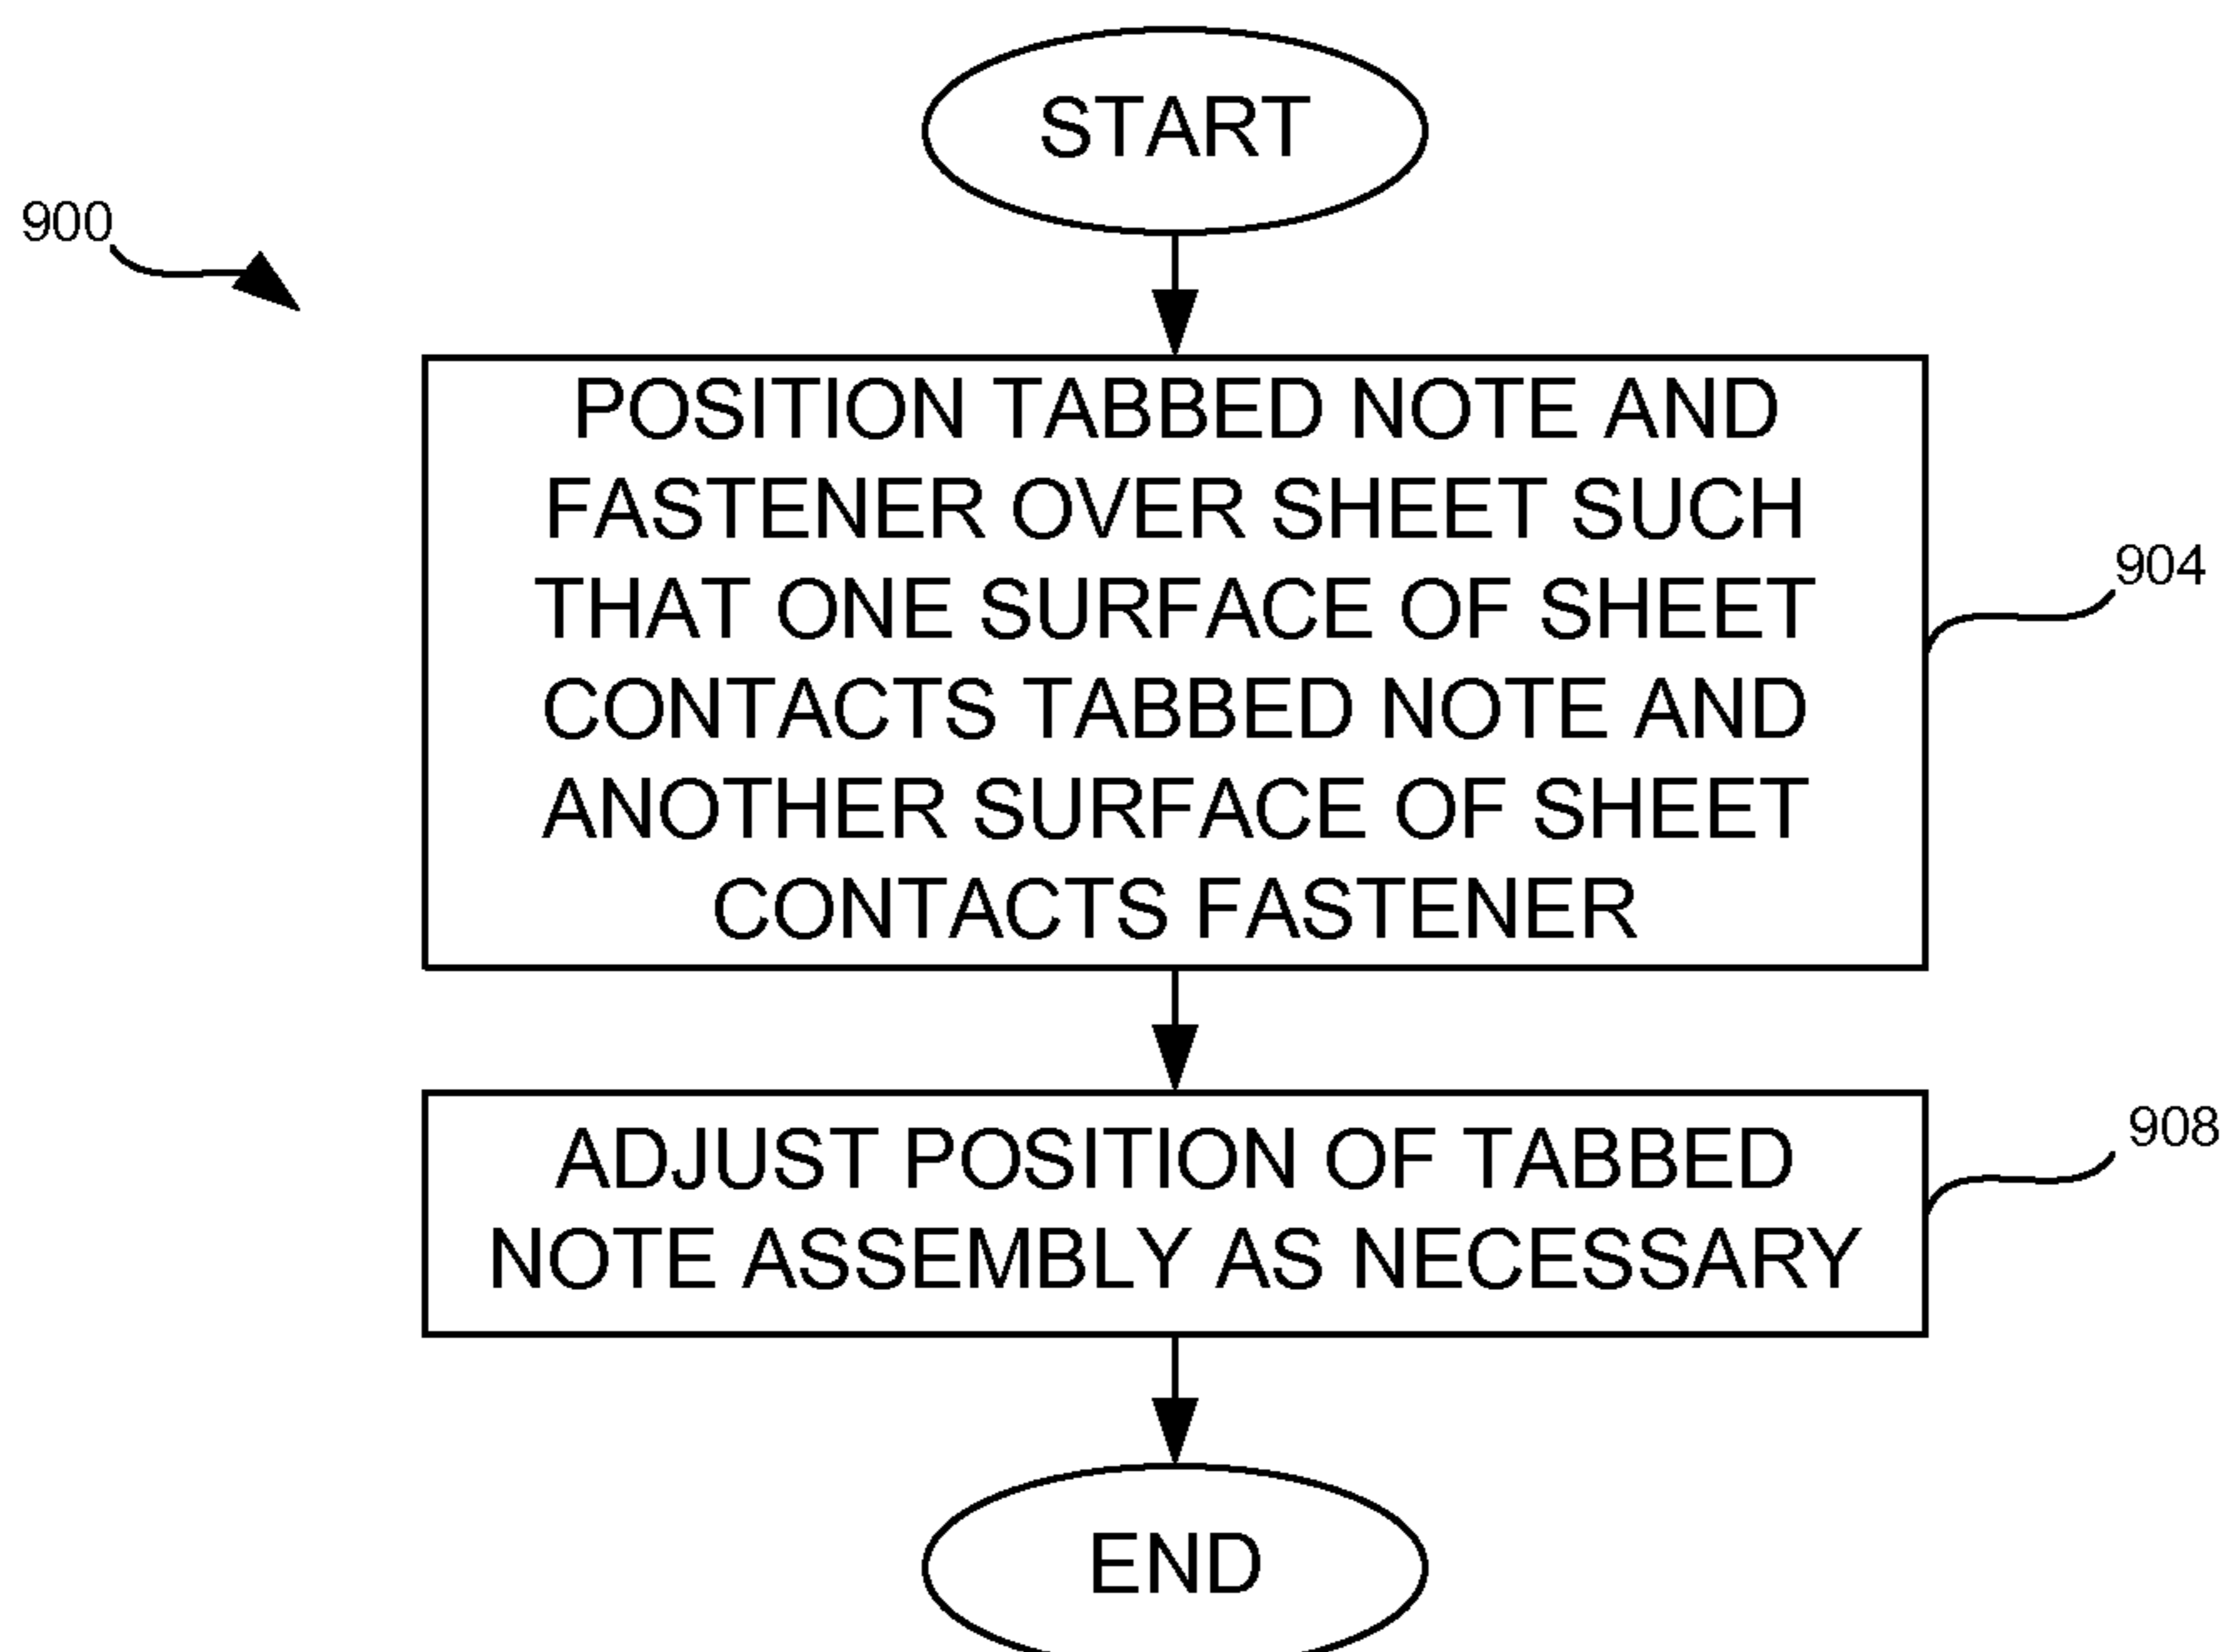 START
900
POSITION TABBED NOTE AND
FASTENER OVER SHEET SUCH
THAT ONE SURFACE OF SHEET
CONTACTS TABBED NOTE AND
ANOTHER SURFACE OF SHEET
CONTACTS FASTENER
904
ADJUST POSITION OF TABBED
NOTE ASSEMBLY AS NECESSARY
908
END